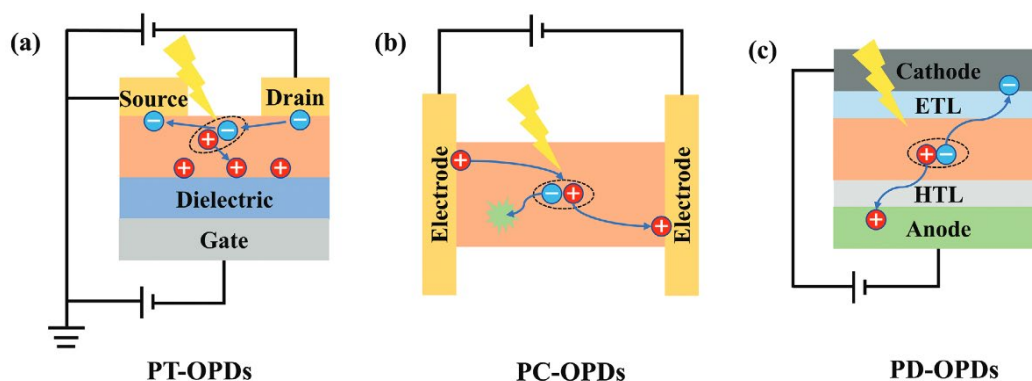 (a)
Source
Drain
Dielectric
Gate
PT-OPDs
(b)
Electrode
Electrode
PC-OPDs
(c)
Cathode
ETL
HTL
Anode
PD-OPDs